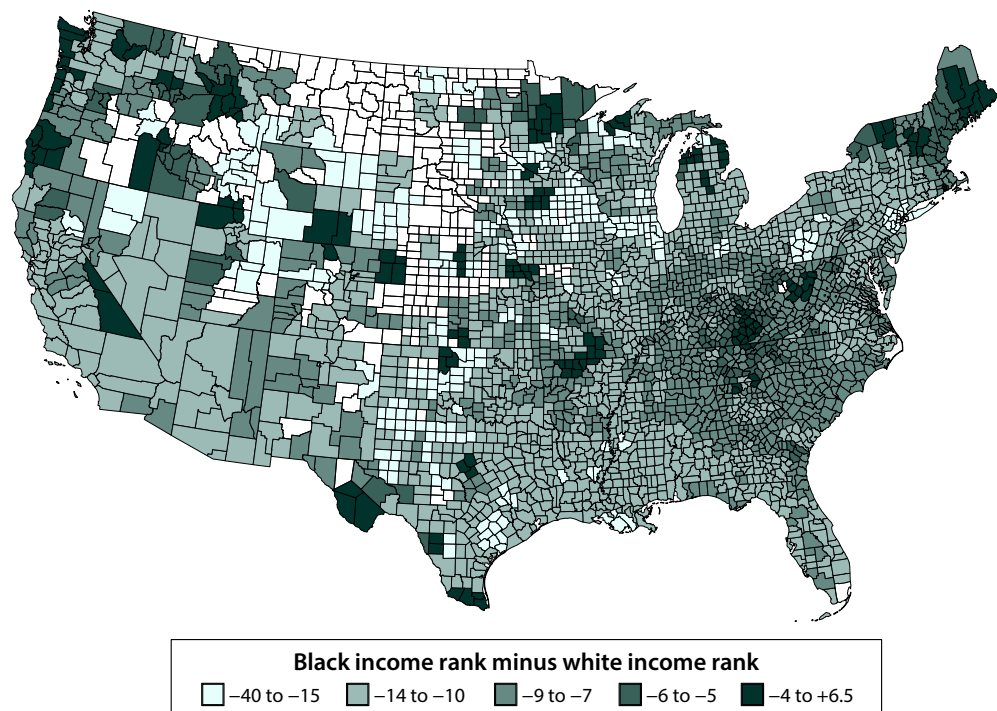 Black income rank minus white income rank
−40 to −15 −14 to −10 −9 to −7 −6 to −5 −4 to +6.5